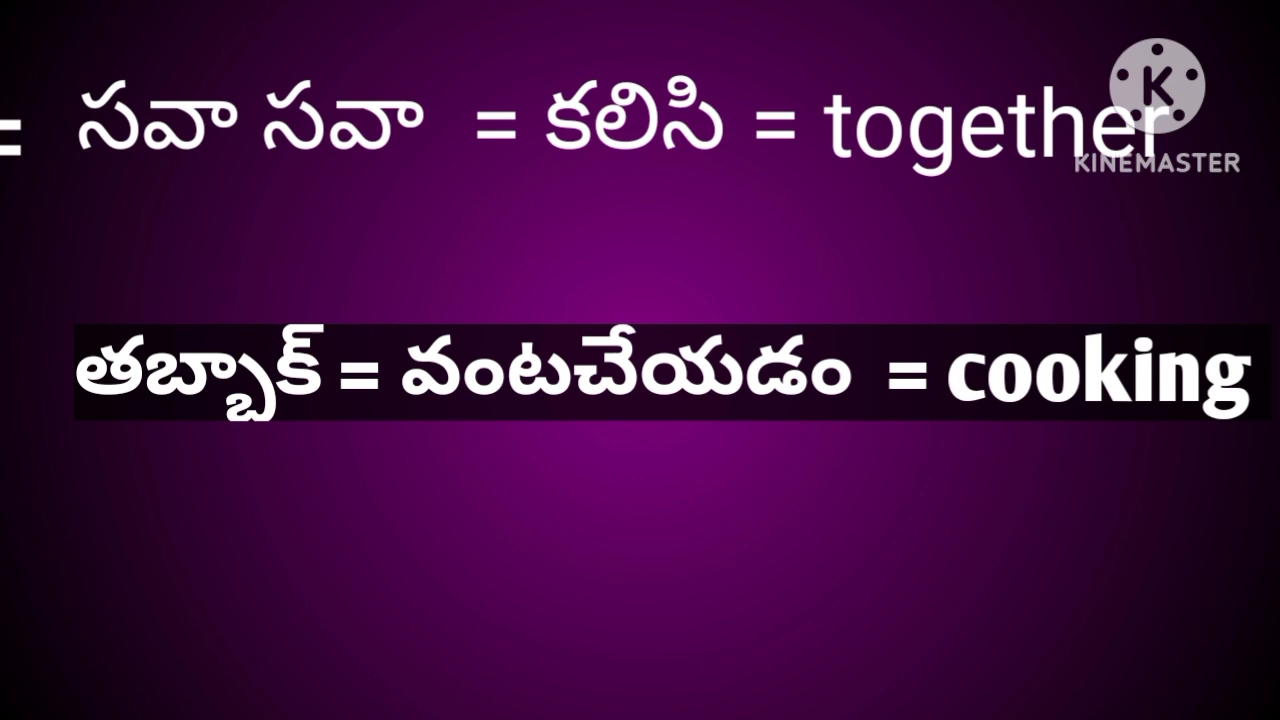 = సవా సవా = కలిసి = together
KINEMASTER
తబ్బాక్ = వంటచేయడం = cooking